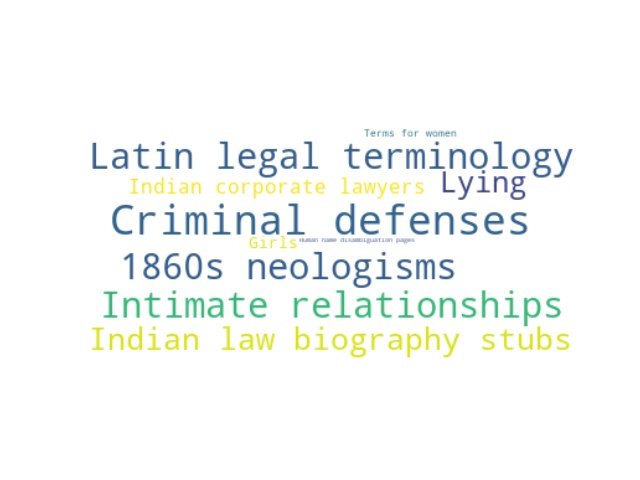 Terms for women
Latin legal terminology
Indian corporate lawyers Lying
Criminal defenses
Girls Human name disambiguation pages
1860s neologisms
Intimate relationships
Indian law biography stubs